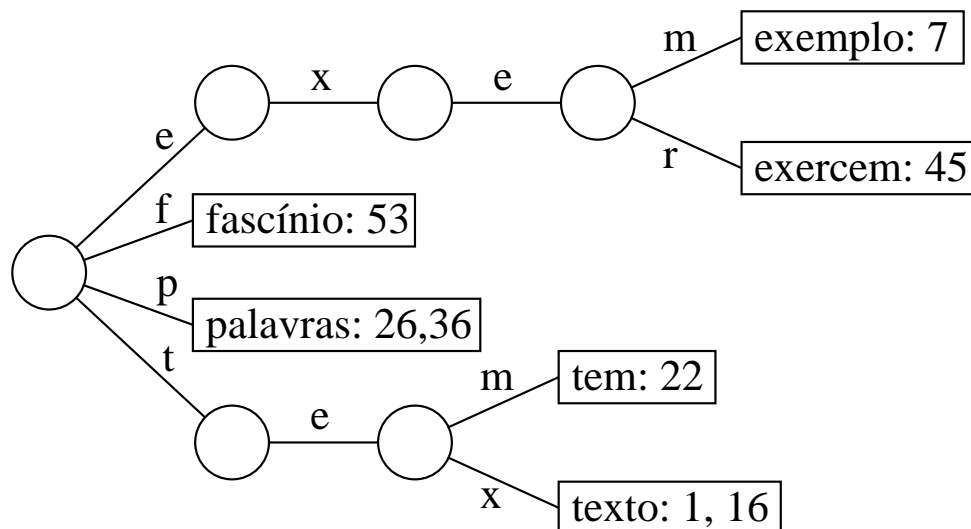 m
exemplo: 7
x
e
e
r
exercem: 45
f
fascínio: 53
p
palavras: 26,36
t
m
tem: 22
e
x
texto: 1, 16